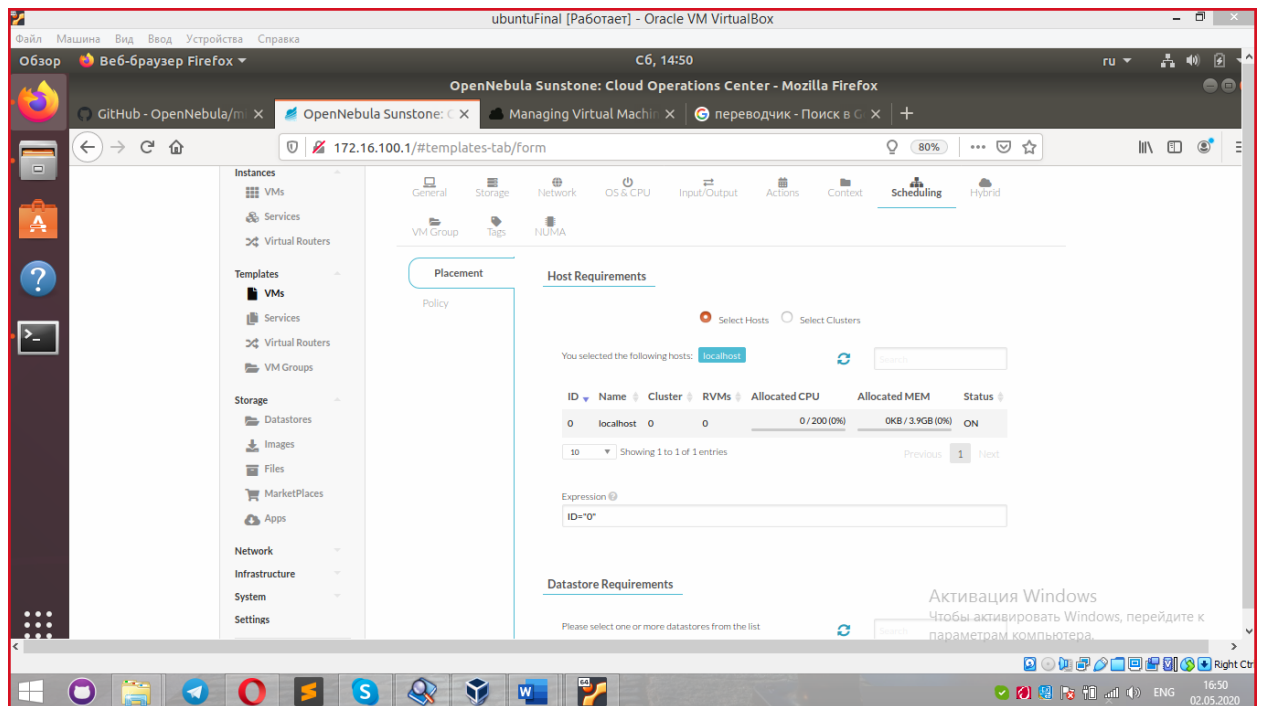 ubuntuFinal [Работает] - Oracle VM VirtualBox
Файл Машина Вид Ввод Устройства Справка
Обзор Веб-браузер Firefox Сб, 14:50 ru
OpenNebula Sunstone: Cloud Operations Center - Mozilla Firefox
GitHub - OpenNebula/mi OpenNebula Sunstone: C Managing Virtual Machin переводчик - Поиск в G
172.16.100.1/#templates-tab/form 80%
Instances
VMs
Services
Virtual Routers
Templates
VMs
Services
Virtual Routers
VM Groups
Storage
Datastores
Images
Files
MarketPlaces
Apps
Network
Infrastructure
System
Settings
General Storage Network OS & CPU Input/Output Actions Context Scheduling Hybrid
VM Group Tags NUMA
Placement
Policy
Host Requirements
Select Hosts Select Clusters
You selected the following hosts: localhost Search
ID Name Cluster RVMs Allocated CPU Allocated MEM Status
0 localhost 0 0 0 / 200 (0%) 0KB / 3.9GB (0%) ON
10 Showing 1 to 1 of 1 entries Previous 1 Next
Expression
ID="0"
Datastore Requirements
Please select one or more datastores from the list Search
Активация Windows
Чтобы активировать Windows, перейдите к
параметрам компьютера.
Right Ctr
ENG 16:50
02.05.2020